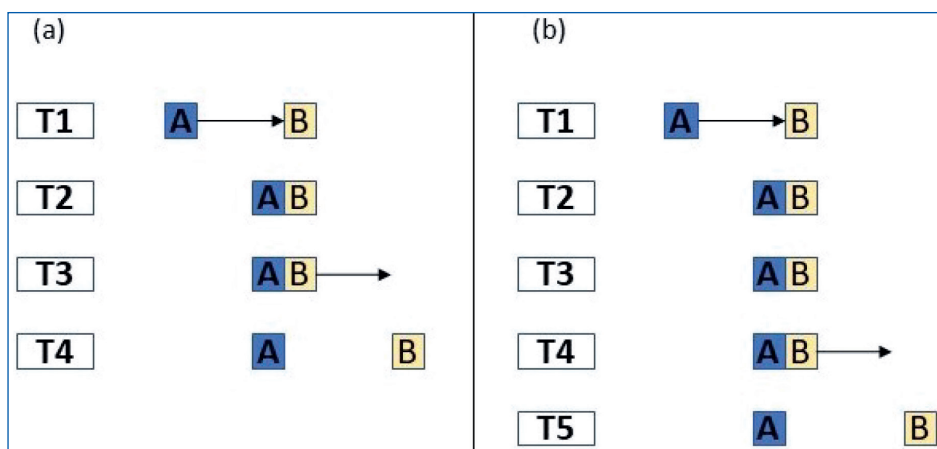 (a)
T1 A B
T2 A B
T3 A B
T4 A B
(b)
T1 A B
T2 A B
T3 A B
T4 A B
T5 A B